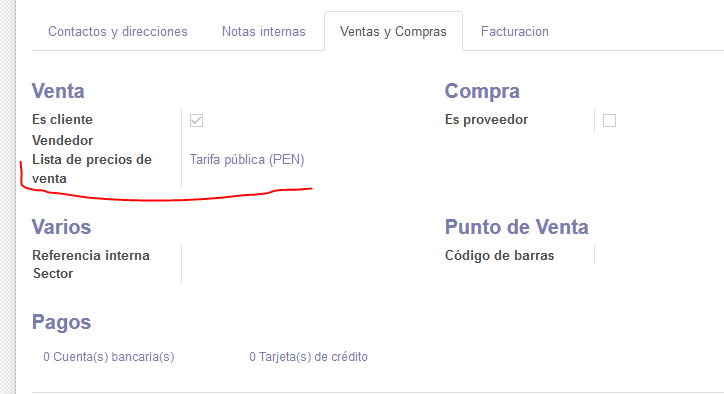 Contactos y direcciones Notas internas Ventas y Compras Facturacion
Venta Compra
Es cliente Es proveedor
Vendedor
Lista de precios de Tarifa pública (PEN)
venta
Varios Punto de Venta
Referencia interna Código de barras
Sector
Pagos
0 Cuenta(s) bancaria(s) 0 Tarjeta(s) de crédito